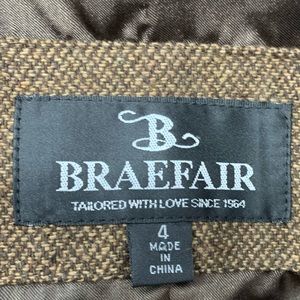 B
BRAEFAIR
TAILORED WITH LOVE SINCE 1964
4
MADE
IN
CHINA